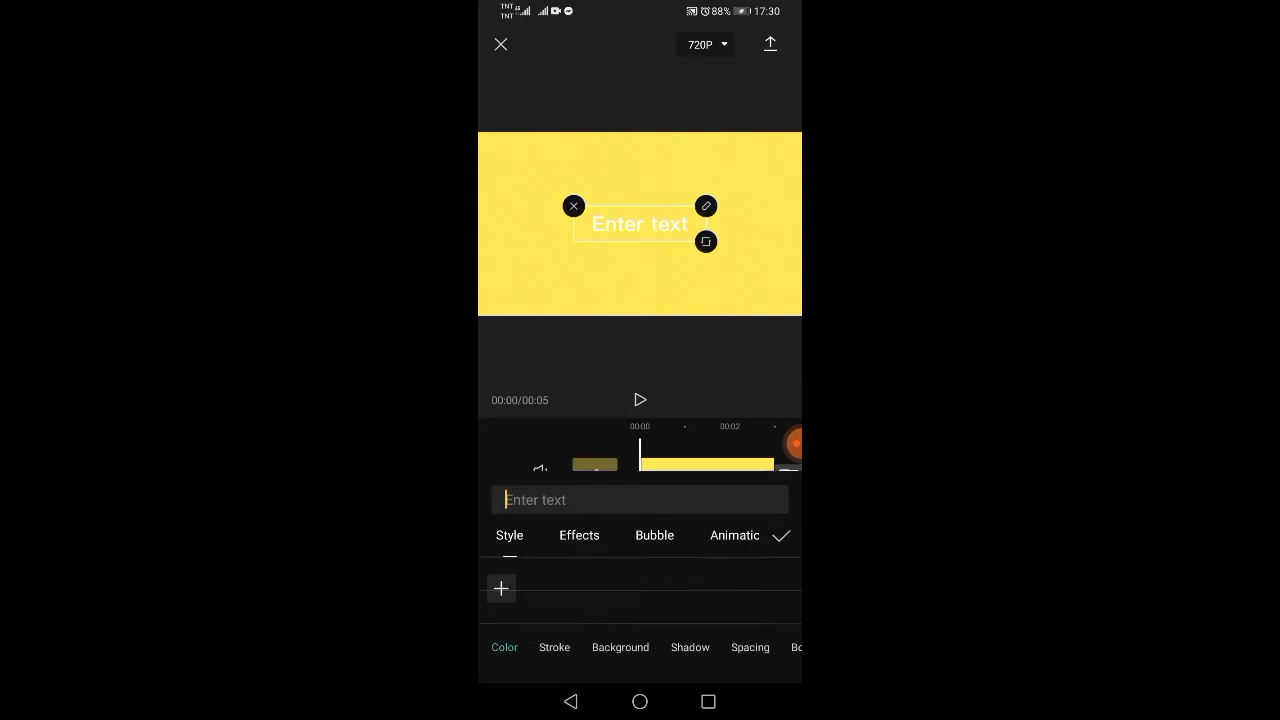 TNT
TNT
88%
17:30
720P
Enter text
00:00/00:05
00:00
00:02
Enter text
Style Effects Bubble Animatic
Color Stroke Background Shadow Spacing Bo